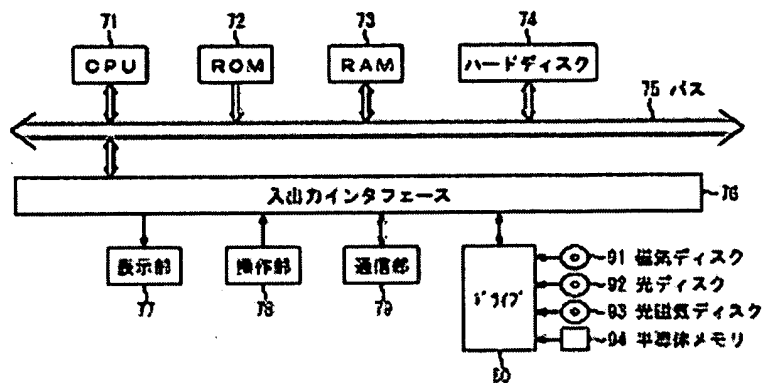 71
72
73
74
CPU
ROM
RAM
ハードディスク
75 バス
入出力インタフェース
76
表示部
操作部
通信部
ドライブ
77
78
79
80
91 磁気ディスク
92 光ディスク
93 光磁気ディスク
94 半導体メモリ